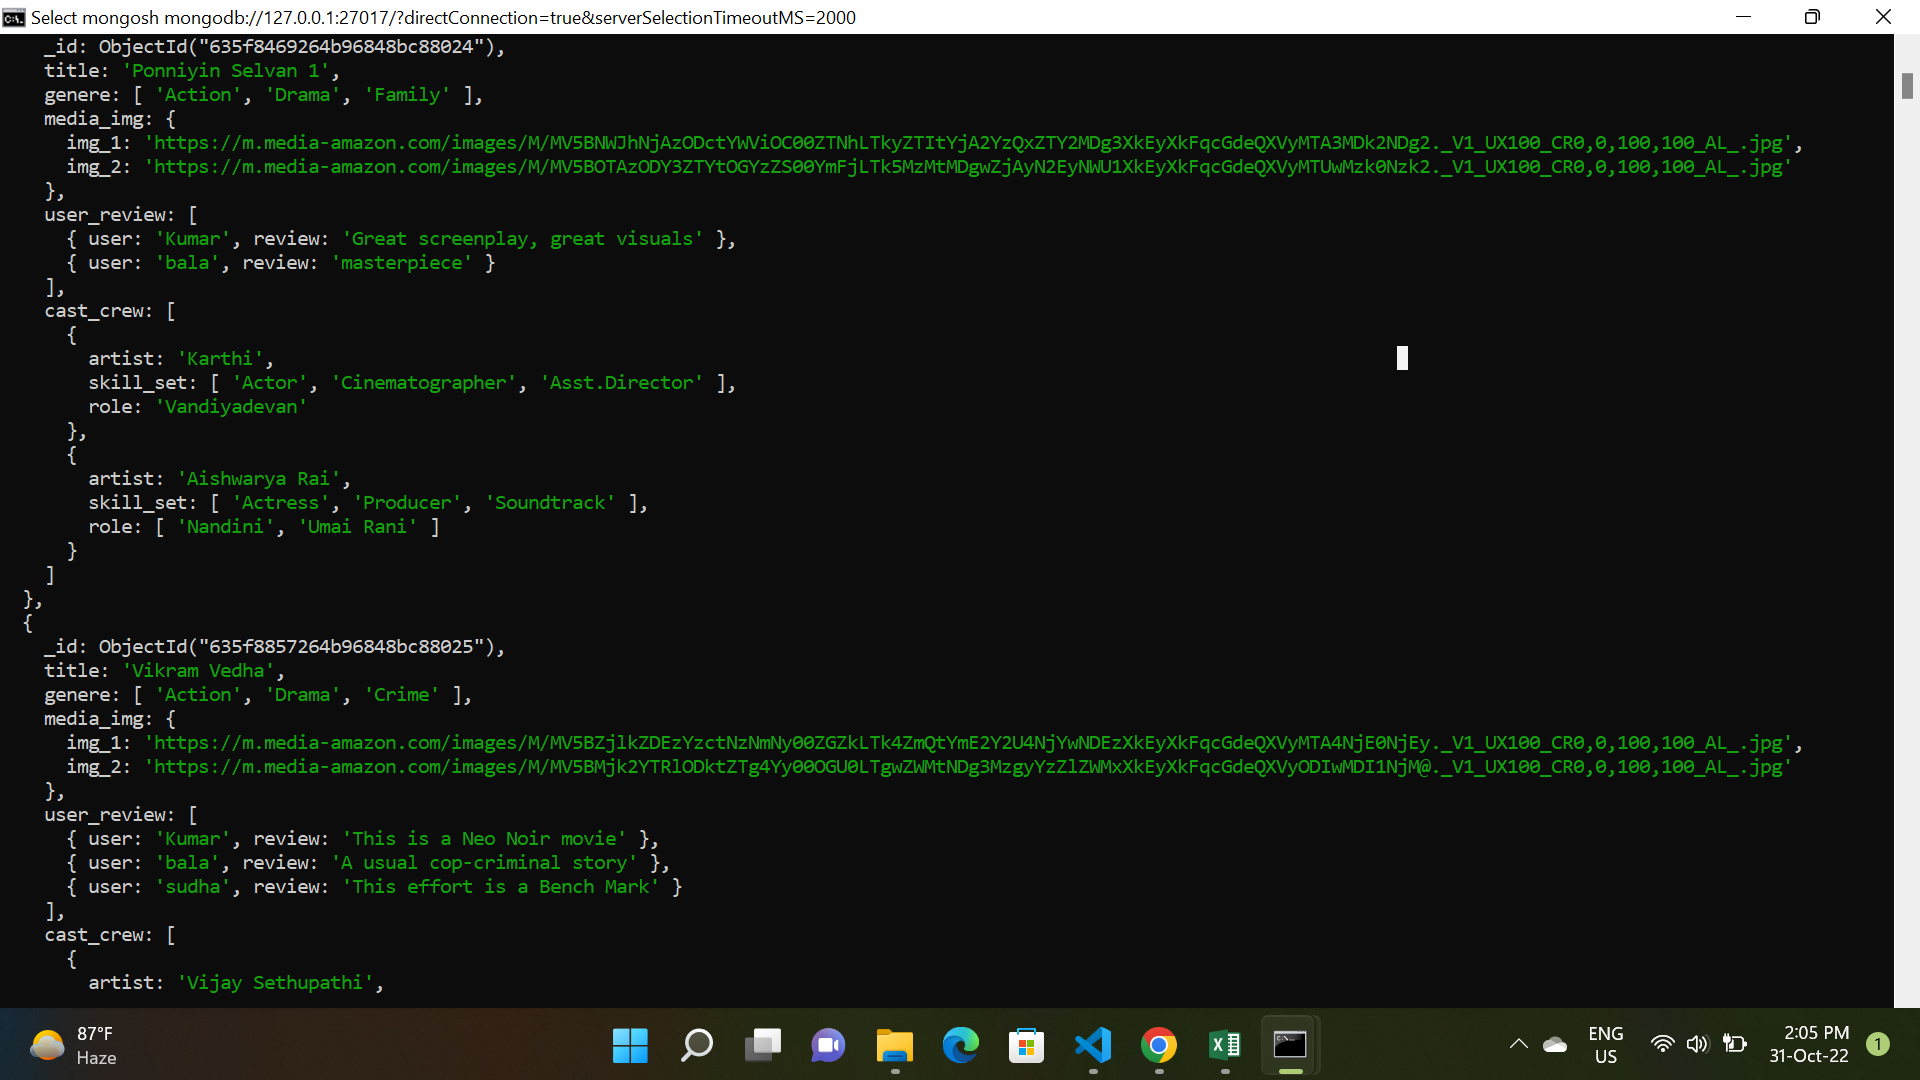 Select mongosh mongodb://127.0.0.1:27017/?directConnection=true&serverSelectionTimeoutMS=2000
_id: ObjectId("635f8469264b96848bc88024"),
title: 'Ponniyin Selvan 1',
genere: [ 'Action', 'Drama', 'Family' ],
media_img: {
img_1: 'https://m.media-amazon.com/images/M/MV5BNWJhNjAzODctYWViOC00ZTNhLTkyZTItYjA2YzQxZTY2MDg3XkEyXkFqcGdeQXVyMTA3MDk2NDg2._V1_UX100_CR0,0,100,100_AL_.jpg',
img_2: 'https://m.media-amazon.com/images/M/MV5BOTAzODY3ZTYtOGYzZS00YmFjLTk5MzMtMDgwZjAyN2EyNWU1XkEyXkFqcGdeQXVyMTUwMzk0Nzk2._V1_UX100_CR0,0,100,100_AL_.jpg'
},
user_review: [
{ user: 'Kumar', review: 'Great screenplay, great visuals' },
{ user: 'bala', review: 'masterpiece' }
],
cast_crew: [
{
artist: 'Karthi',
skill_set: [ 'Actor', 'Cinematographer', 'Asst.Director' ],
role: 'Vandiyadevan'
},
{
artist: 'Aishwarya Rai',
skill_set: [ 'Actress', 'Producer', 'Soundtrack' ],
role: [ 'Nandini', 'Umai Rani' ]
}
]
},
{
_id: ObjectId("635f8857264b96848bc88025"),
title: 'Vikram Vedha',
genere: [ 'Action', 'Drama', 'Crime' ],
media_img: {
img_1: 'https://m.media-amazon.com/images/M/MV5BZjlkZDEzYzctNzNmNy00ZGZkLTk4ZmQtYmE2Y2U4NjYwNDEzXkEyXkFqcGdeQXVyMTA4NjE0NjEy._V1_UX100_CR0,0,100,100_AL_.jpg',
img_2: 'https://m.media-amazon.com/images/M/MV5BMjk2YTRlODktZTg4Yy00OGU0LTgwZWMtNDg3MzgyYzZlZWMxXkEyXkFqcGdeQXVyODIwMDI1NjM@._V1_UX100_CR0,0,100,100_AL_.jpg'
},
user_review: [
{ user: 'Kumar', review: 'This is a Neo Noir movie' },
{ user: 'bala', review: 'A usual cop-criminal story' },
{ user: 'sudha', review: 'This effort is a Bench Mark' }
],
cast_crew: [
{
artist: 'Vijay Sethupathi',
87°F
Haze
ENG
US
2:05 PM
31-Oct-22
1